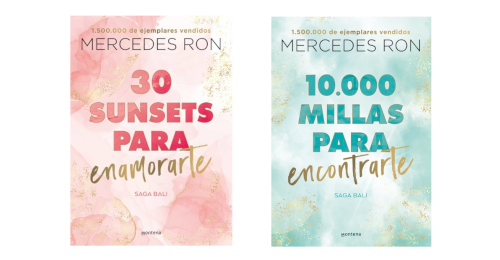 1.500.000 de ejemplares vendidos
MERCEDES RON
30
SUNSETS
PARA
enamorarte
SAGA BALI
montena
1.500.000 de ejemplares vendidos
MERCEDES RON
10.000
MILLAS
PARA
encontrarte
SAGA BALI
montena